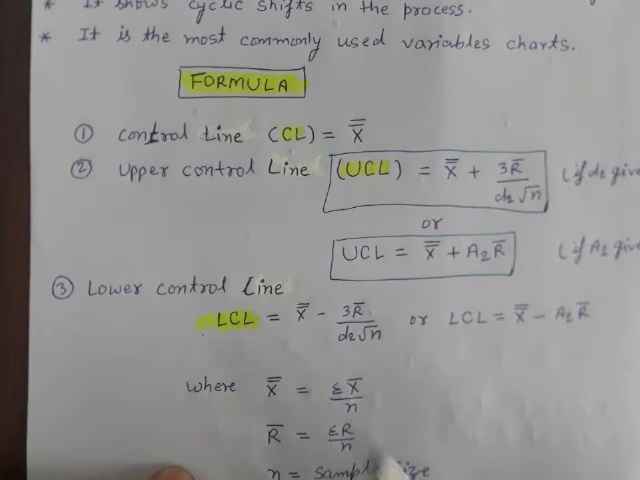 * It shows cyclic shifts in the process.
* It is the most commonly used variables charts.
FORMULA
① control Line (CL) = X̿
② Upper control Line (UCL) = X̿ + 3R̅/d₂√n (if d₂ give
or
UCL = X̿ + A₂R̅ (if A₂ give
③ Lower control Line
LCL = X̿ - 3R̅/d₂√n or LCL = X̿ - A₂R̅
where X̿ = ΣX̅/n
R̅ = ΣR/n
n = sample size